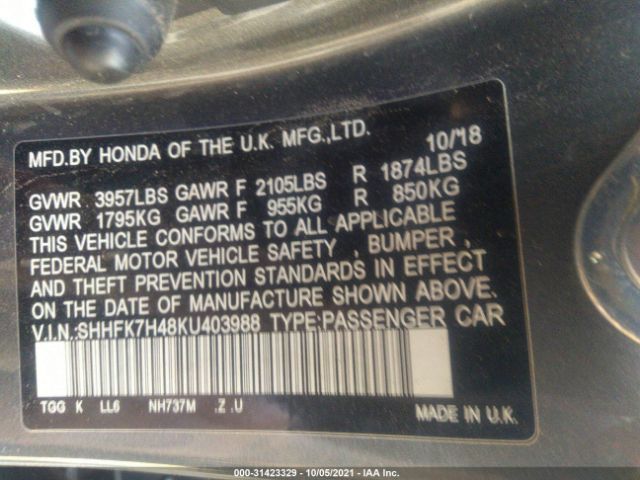 MFD.BY HONDA OF THE U.K. MFG.,LTD. 10/18
GVWR 3957LBS GAWR F 2105LBS R 1874LBS
GVWR 1795KG GAWR F 955KG R 850KG
THIS VEHICLE CONFORMS TO ALL APPLICABLE
FEDERAL MOTOR VEHICLE SAFETY , BUMPER ,
AND THEFT PREVENTION STANDARDS IN EFFECT
ON THE DATE OF MANUFACTURE SHOWN ABOVE.
V.I.N.:SHHFK7H48KU403988 TYPE:PASSENGER CAR
TGG K LL6 NH737M .Z .U
MADE IN U.K.
000-31423329 - 10/05/2021 - IAA Inc.